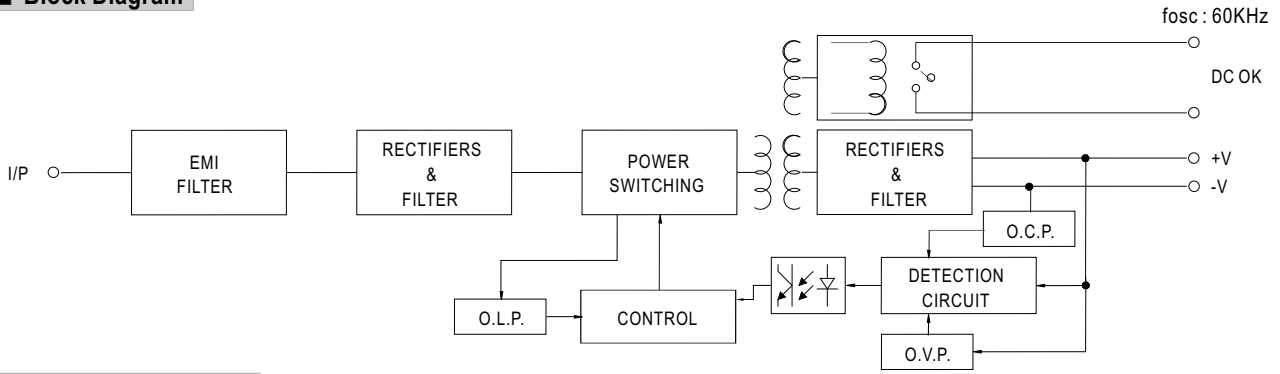 Block Diagram
fosc : 60KHz
DC OK
I/P
EMI
FILTER
RECTIFIERS
&
FILTER
POWER
SWITCHING
RECTIFIERS
&
FILTER
+V
-V
O.C.P.
DETECTION
CIRCUIT
O.L.P.
CONTROL
O.V.P.